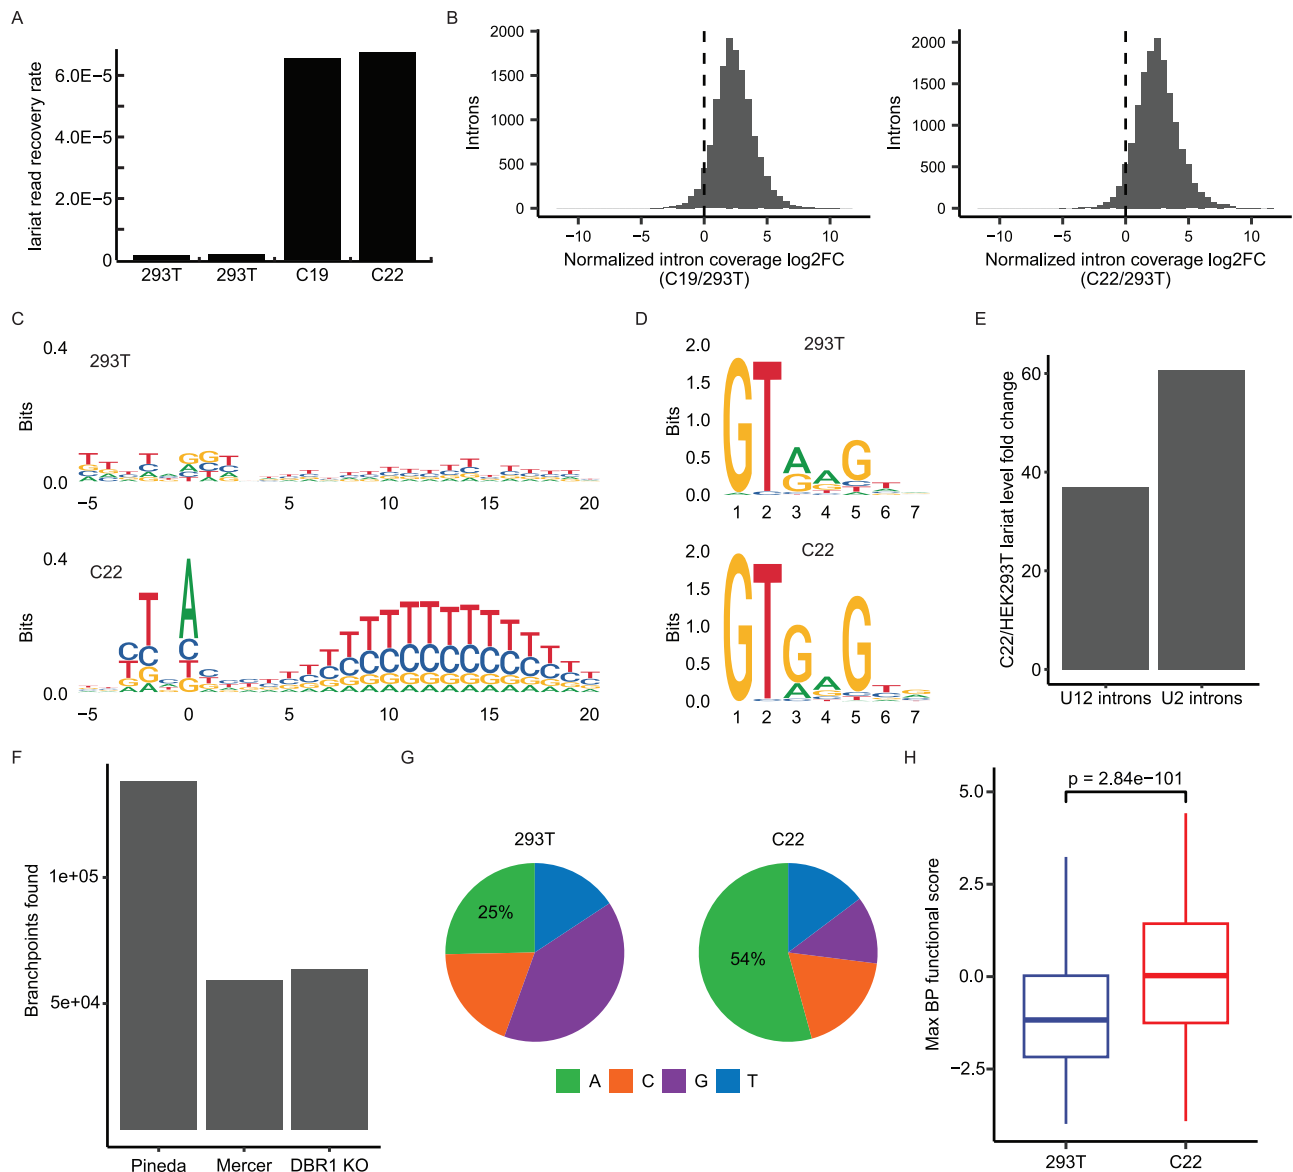 A
lariat read recovery rate
6.0E−5
4.0E−5
2.0E−5
0
293T
293T
C19
C22
B
Introns
2000
1500
1000
500
0
−10
−5
0
5
10
Normalized intron coverage log2FC
(C19/293T)
Introns
2000
1500
1000
500
0
−10
−5
0
5
10
Normalized intron coverage log2FC
(C22/293T)
C
0.4
293T
Bits
0.0
−5
0
5
10
15
20
0.4
C22
Bits
0.0
−5
0
5
10
15
20
D
293T
Bits
2.0
1.5
1.0
0.5
0.0
1 2 3 4 5 6 7
C22
Bits
2.0
1.5
1.0
0.5
0.0
1 2 3 4 5 6 7
E
C22/HEK293T lariat level fold change
60
40
20
0
U12 introns
U2 introns
F
Branchpoints found
1e+05
5e+04
Pineda
Mercer
DBR1 KO
G
293T
25%
C22
54%
A
C
G
T
H
Max BP functional score
p = 2.84e−101
5.0
2.5
0.0
−2.5
293T
C22